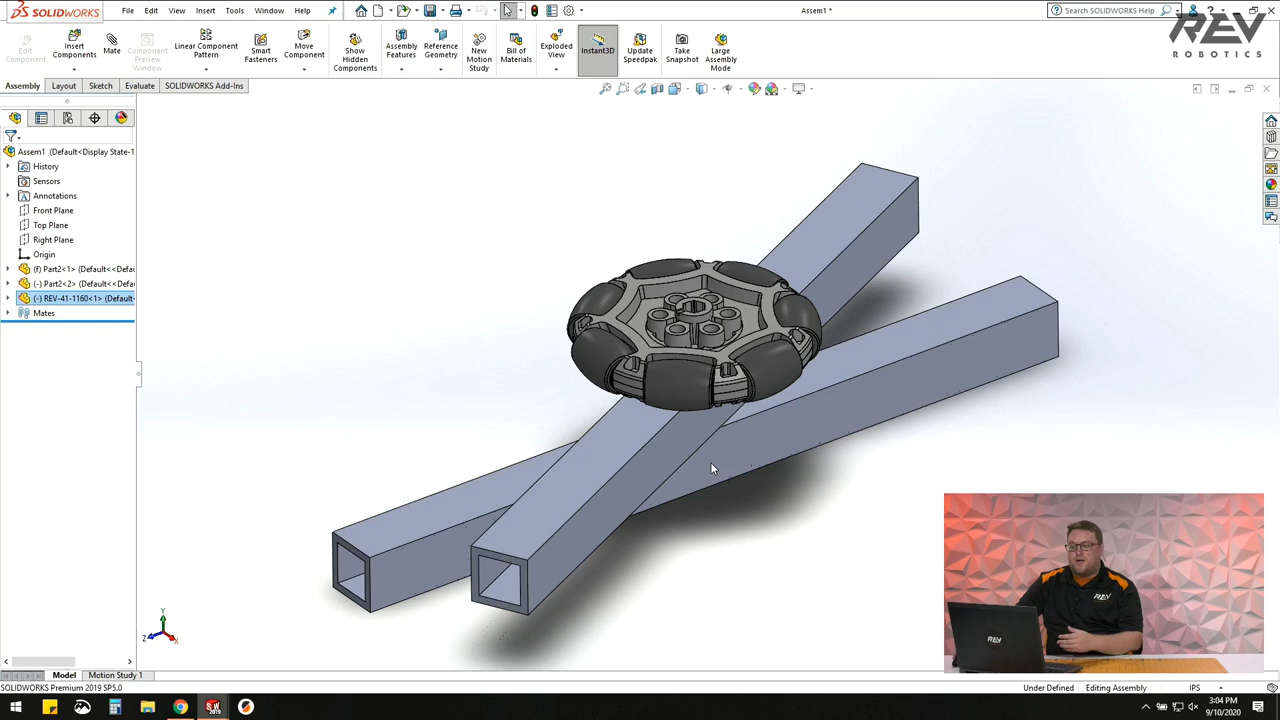 SOLIDWORKS
File Edit View Insert Tools Window Help
Assem1 *
Search SOLIDWORKS Help
REV
ROBOTICS
Edit Component
Insert Components
Mate
Component Preview Window
Linear Component Pattern
Smart Fasteners
Move Component
Show Hidden Components
Assembly Features
Reference Geometry
New Motion Study
Bill of Materials
Exploded View
Instant3D
Update Speedpak
Take Snapshot
Large Assembly Mode
Assembly Layout Sketch Evaluate SOLIDWORKS Add-Ins
Assem1 (Default<Display State-1
History
Sensors
Annotations
Front Plane
Top Plane
Right Plane
Origin
(f) Part2<1> (Default<<Defa
(-) Part2<2> (Default<<Defa
(-) REV-41-1160<1> (Default
Mates
Y
Z X
REV
REV
Model Motion Study 1
SOLIDWORKS Premium 2019 SP5.0
Under Defined Editing Assembly IPS
SW
2019
3:04 PM
9/10/2020